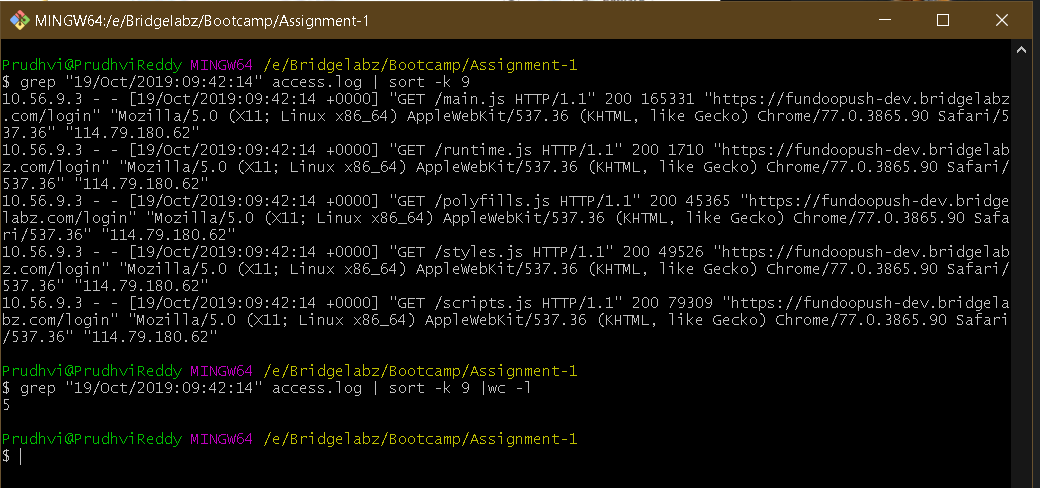 MINGW64:/e/Bridgelabz/Bootcamp/Assignment-1
Prudhvi@PrudhviReddy MINGW64 /e/Bridgelabz/Bootcamp/Assignment-1
$ grep "19/Oct/2019:09:42:14" access.log | sort -k 9
10.56.9.3 - - [19/Oct/2019:09:42:14 +0000] "GET /main.js HTTP/1.1" 200 165331 "https://fundoopush-dev.bridgelabz
.com/login" "Mozilla/5.0 (X11; Linux x86_64) AppleWebKit/537.36 (KHTML, like Gecko) Chrome/77.0.3865.90 Safari/5
37.36" "114.79.180.62"
10.56.9.3 - - [19/Oct/2019:09:42:14 +0000] "GET /runtime.js HTTP/1.1" 200 1710 "https://fundoopush-dev.bridgelab
z.com/login" "Mozilla/5.0 (X11; Linux x86_64) AppleWebKit/537.36 (KHTML, like Gecko) Chrome/77.0.3865.90 Safari/
537.36" "114.79.180.62"
10.56.9.3 - - [19/Oct/2019:09:42:14 +0000] "GET /polyfills.js HTTP/1.1" 200 45365 "https://fundoopush-dev.bridge
labz.com/login" "Mozilla/5.0 (X11; Linux x86_64) AppleWebKit/537.36 (KHTML, like Gecko) Chrome/77.0.3865.90 Safa
ri/537.36" "114.79.180.62"
10.56.9.3 - - [19/Oct/2019:09:42:14 +0000] "GET /styles.js HTTP/1.1" 200 49526 "https://fundoopush-dev.bridgelab
z.com/login" "Mozilla/5.0 (X11; Linux x86_64) AppleWebKit/537.36 (KHTML, like Gecko) Chrome/77.0.3865.90 Safari/
537.36" "114.79.180.62"
10.56.9.3 - - [19/Oct/2019:09:42:14 +0000] "GET /scripts.js HTTP/1.1" 200 79309 "https://fundoopush-dev.bridgela
bz.com/login" "Mozilla/5.0 (X11; Linux x86_64) AppleWebKit/537.36 (KHTML, like Gecko) Chrome/77.0.3865.90 Safari
/537.36" "114.79.180.62"
Prudhvi@PrudhviReddy MINGW64 /e/Bridgelabz/Bootcamp/Assignment-1
$ grep "19/Oct/2019:09:42:14" access.log | sort -k 9 |wc -l
5
Prudhvi@PrudhviReddy MINGW64 /e/Bridgelabz/Bootcamp/Assignment-1
$